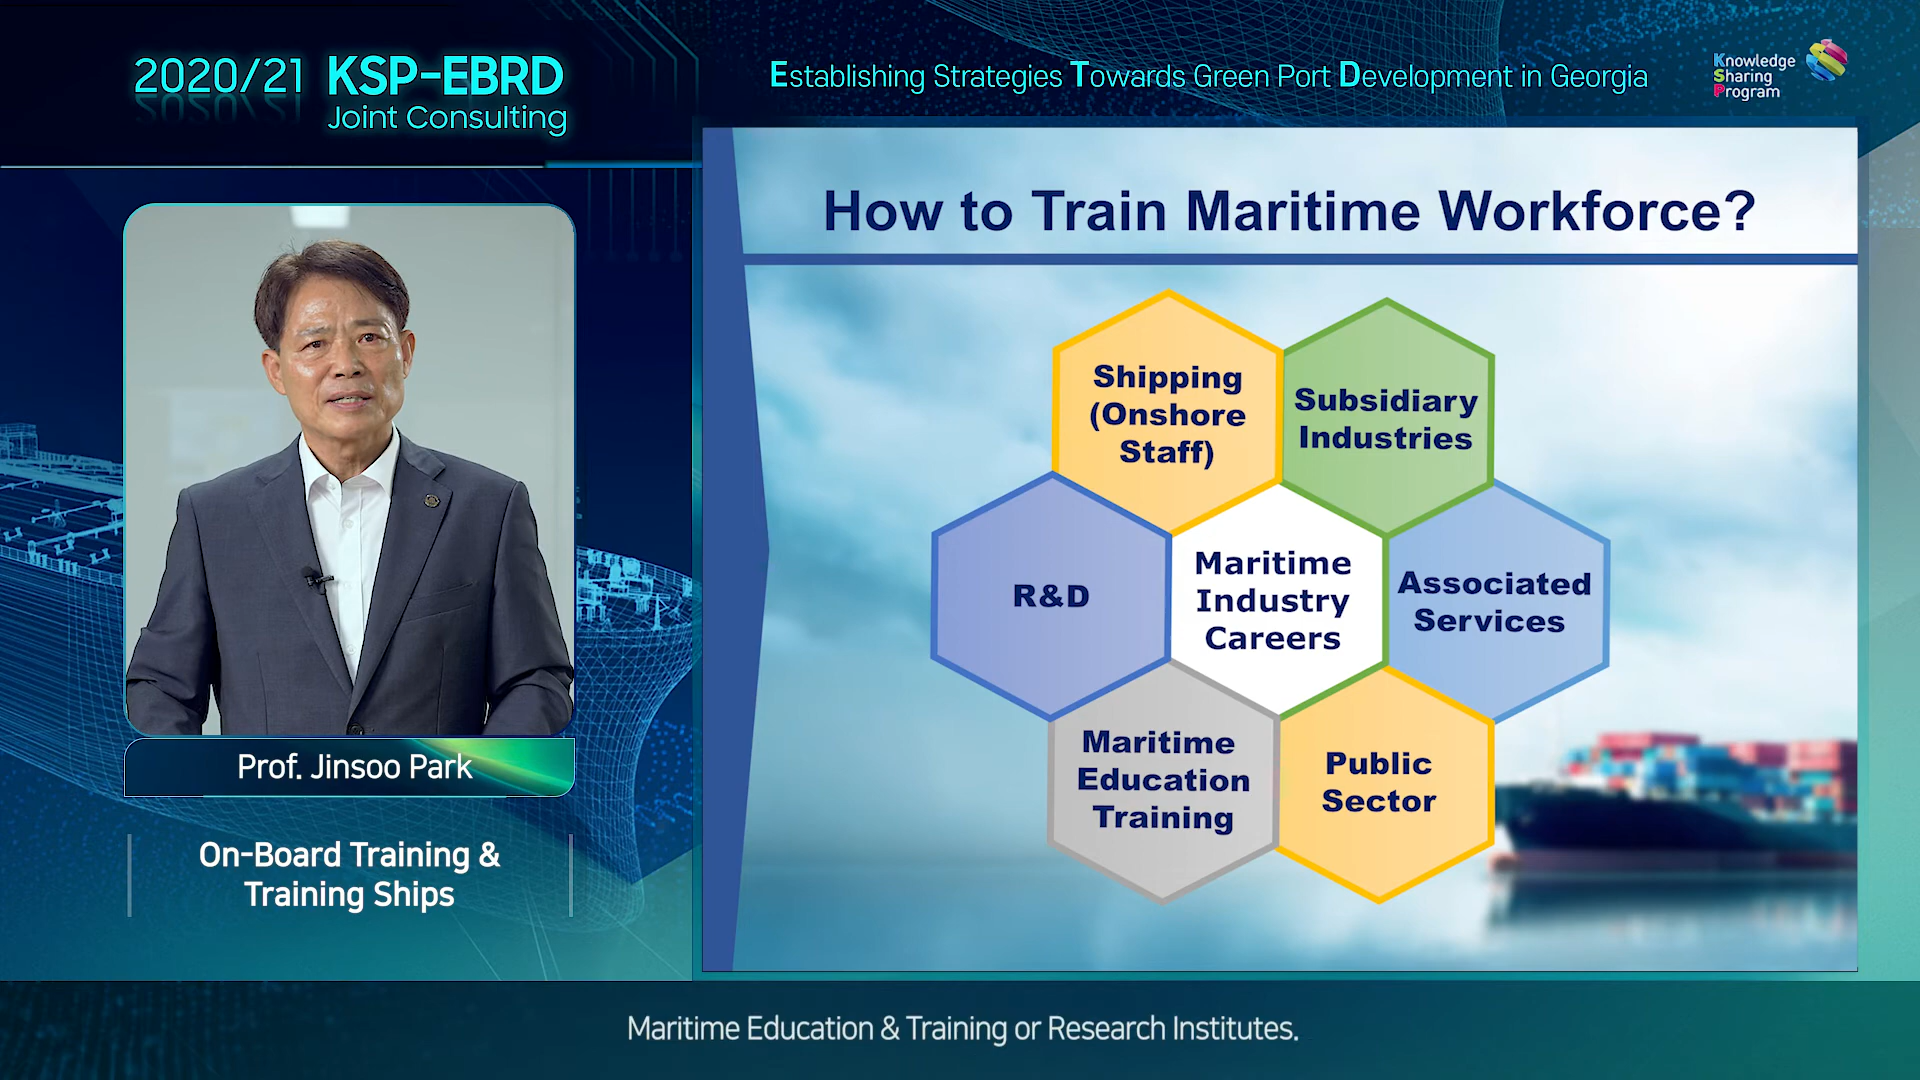 2020/21 KSP-EBRD
Joint Consulting
Establishing Strategies Towards Green Port Development in Georgia
Knowledge
Sharing
Program
How to Train Maritime Workforce?
Shipping
(Onshore
Staff)
Subsidiary
Industries
R&D
Maritime
Industry
Careers
Associated
Services
Maritime
Education
Training
Public
Sector
Prof. Jinsoo Park
On-Board Training &
Training Ships
Maritime Education & Training or Research Institutes.